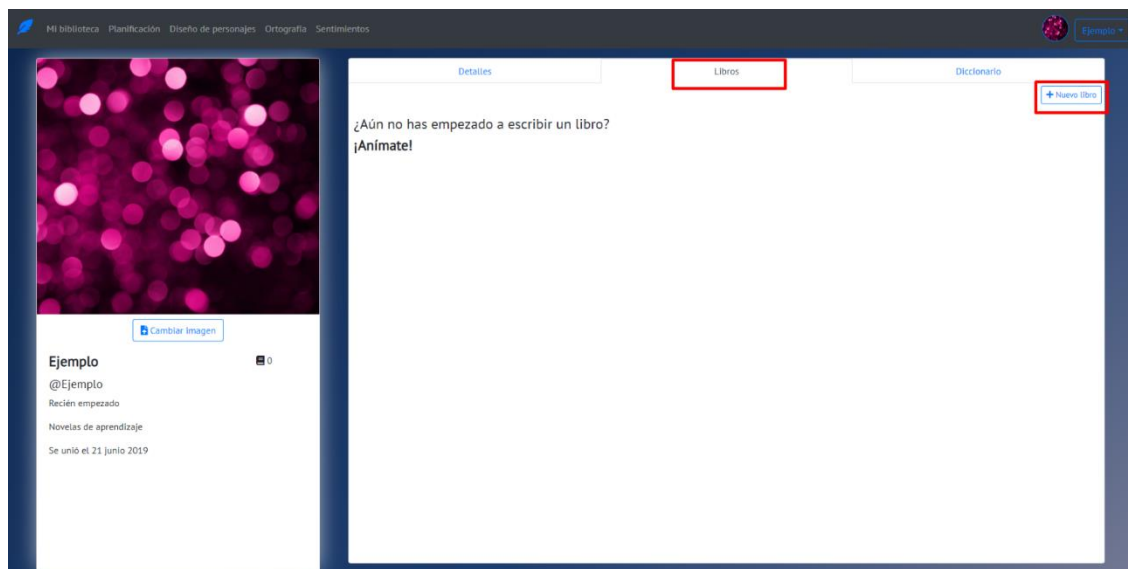 Mi biblioteca Planificación Diseño de personajes Ortografía Sentimientos
Ejemplo
Detalles
Libros
Diccionario
+ Nuevo libro
¿Aún no has empezado a escribir un libro?
¡Anímate!
Cambiar Imagen
Ejemplo
0
@Ejemplo
Recién empezado
Novelas de aprendizaje
Se unió el 21 junio 2019